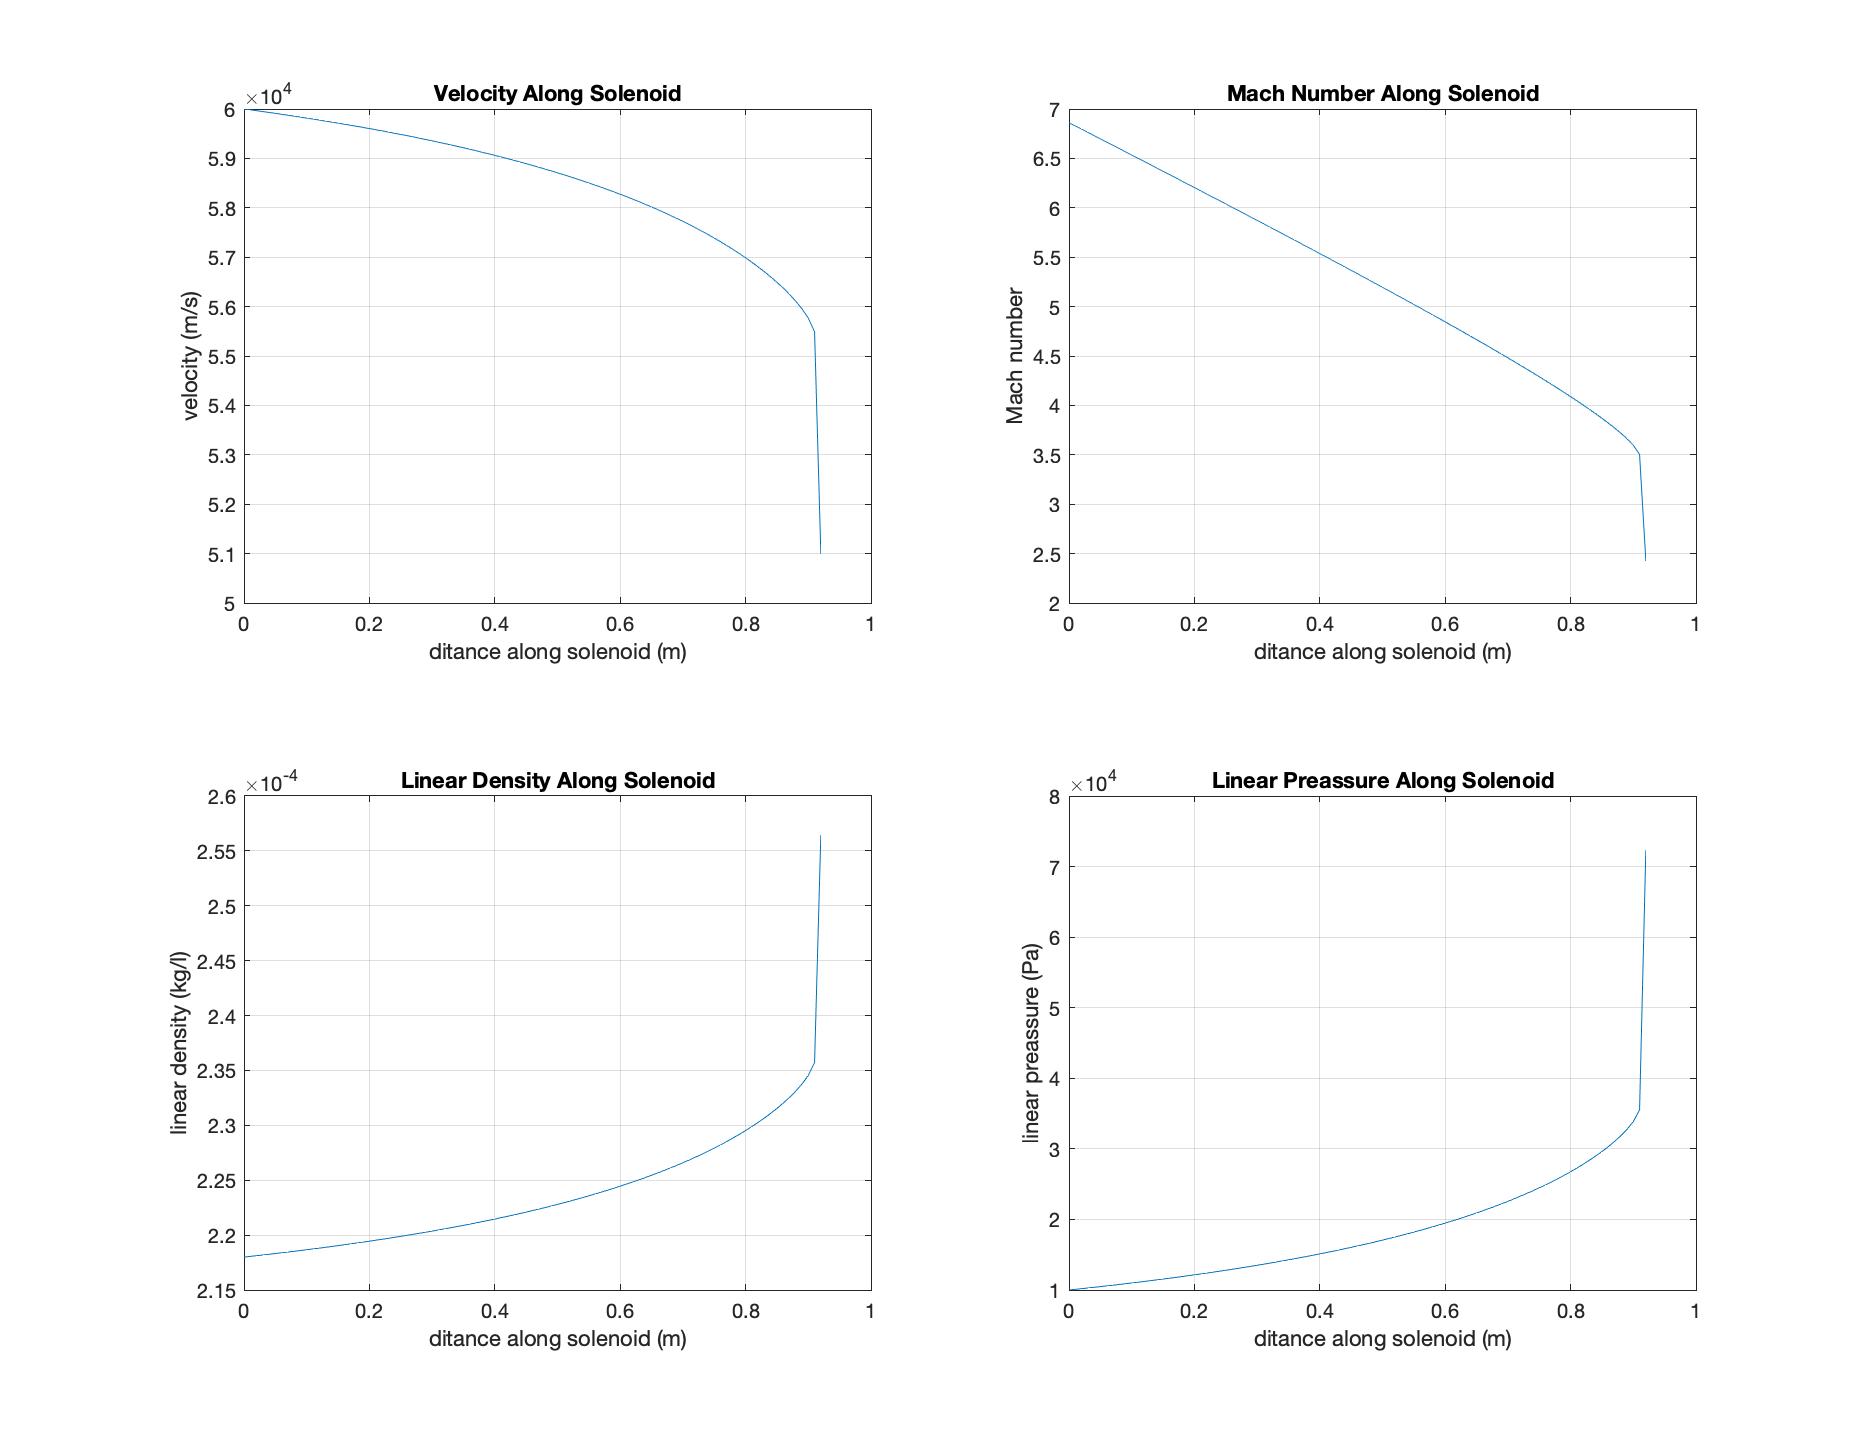 Velocity Along Solenoid
×10^4
6
5.9
5.8
5.7
5.6
5.5
5.4
5.3
5.2
5.1
5
velocity (m/s)
0 0.2 0.4 0.6 0.8 1
ditance along solenoid (m)
Mach Number Along Solenoid
7
6.5
6
5.5
5
4.5
4
3.5
3
2.5
2
Mach number
0 0.2 0.4 0.6 0.8 1
ditance along solenoid (m)
Linear Density Along Solenoid
×10^-4
2.6
2.55
2.5
2.45
2.4
2.35
2.3
2.25
2.2
2.15
linear density (kg/l)
0 0.2 0.4 0.6 0.8 1
ditance along solenoid (m)
Linear Preassure Along Solenoid
×10^4
8
7
6
5
4
3
2
1
linear preassure (Pa)
0 0.2 0.4 0.6 0.8 1
ditance along solenoid (m)